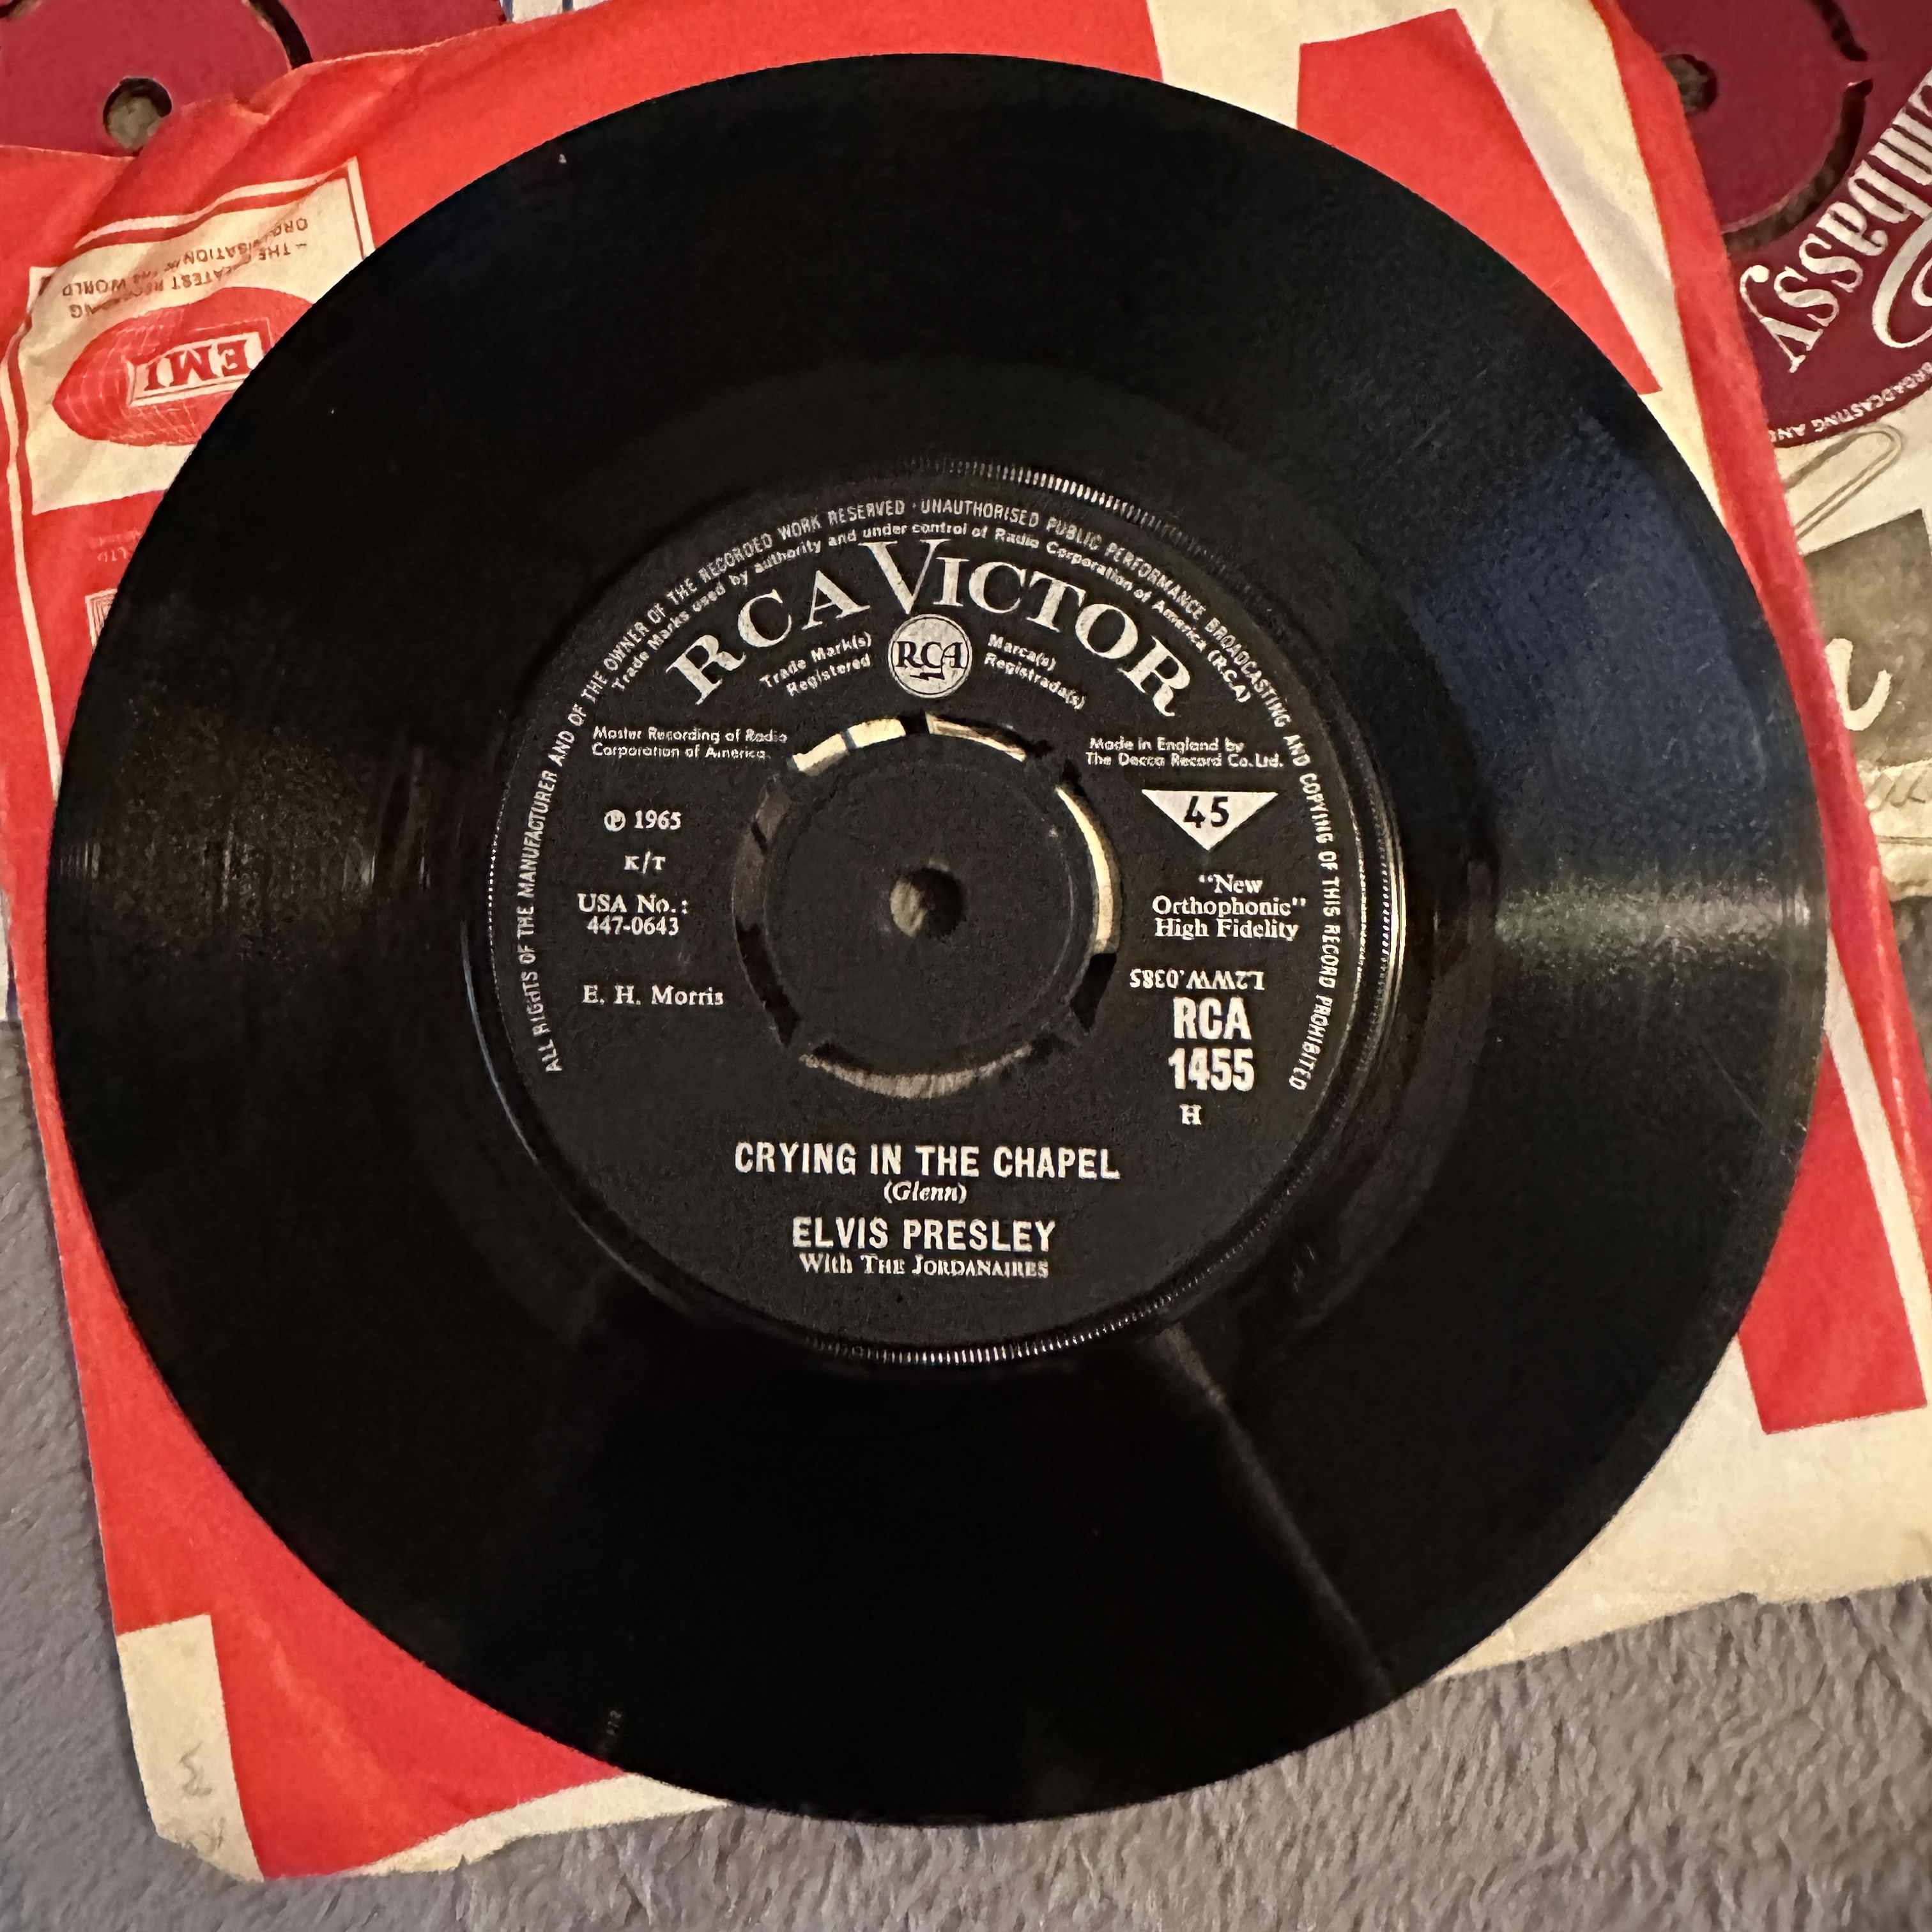 ALL RIGHTS OF THE MANUFACTURER AND OF THE OWNER OF THE RECORDED WORK RESERVED · UNAUTHORISED PUBLIC PERFORMANCE BROADCASTING AND COPYING OF THIS RECORD PROHIBITED
Trade Marks used by authority and under control of Radio Corporation of America (RCA)
RCA VICTOR
Trade Mark(s)
Registered
RCA
Marca(s)
Registrada(s)
Master Recording of Radio
Corporation of America.
Made in England by
The Decca Record Co. Ltd.
℗ 1965
K/T
USA No.:
447-0643
E. H. Morris
45
“New
Orthophonic”
High Fidelity
L2WW.0385
RCA
1455
H
CRYING IN THE CHAPEL
(Glenn)
ELVIS PRESLEY
With THE JORDANAIRES
EMI
THE GREATEST RECORDING
ORGANISATION IN THE WORLD
BROADCASTING AND